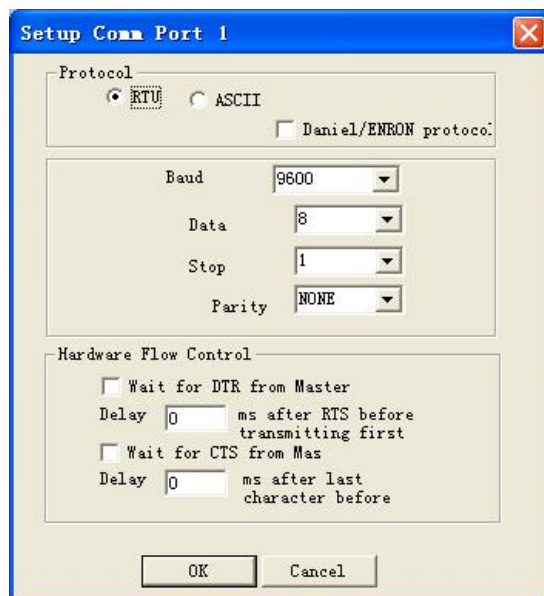 Setup Comm Port 1
Protocol
RTU ASCII
Daniel/ENRON protocol
Baud 9600
Data 8
Stop 1
Parity NONE
Hardware Flow Control
Wait for DTR from Master
Delay 0 ms after RTS before
transmitting first
Wait for CTS from Mas
Delay 0 ms after last
character before
OK Cancel